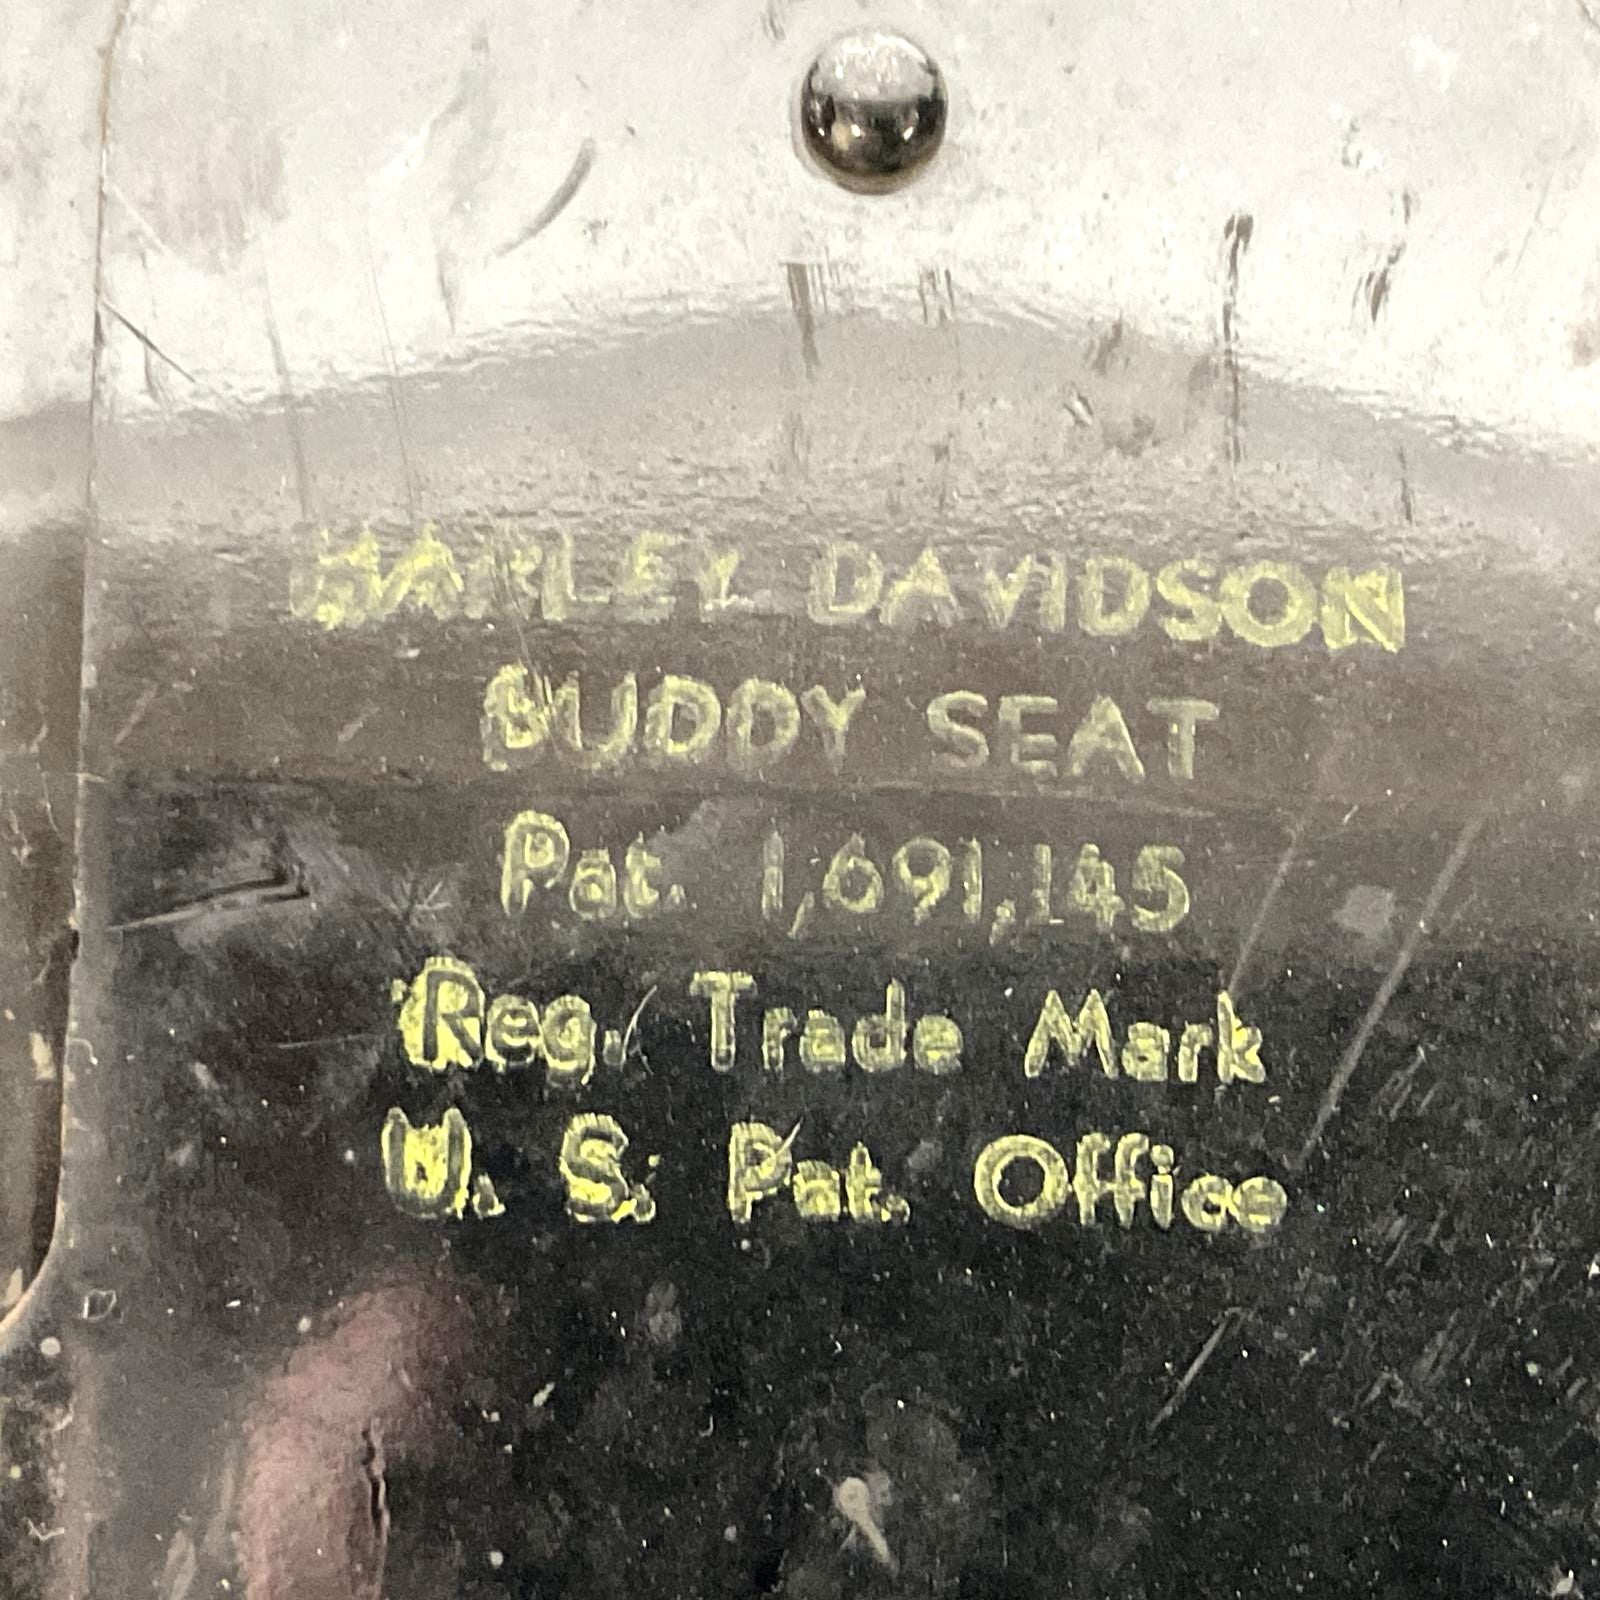 HARLEY DAVIDSON
BUDDY SEAT
Pat. 1,691,145
Reg. Trade Mark
U. S. Pat. Office